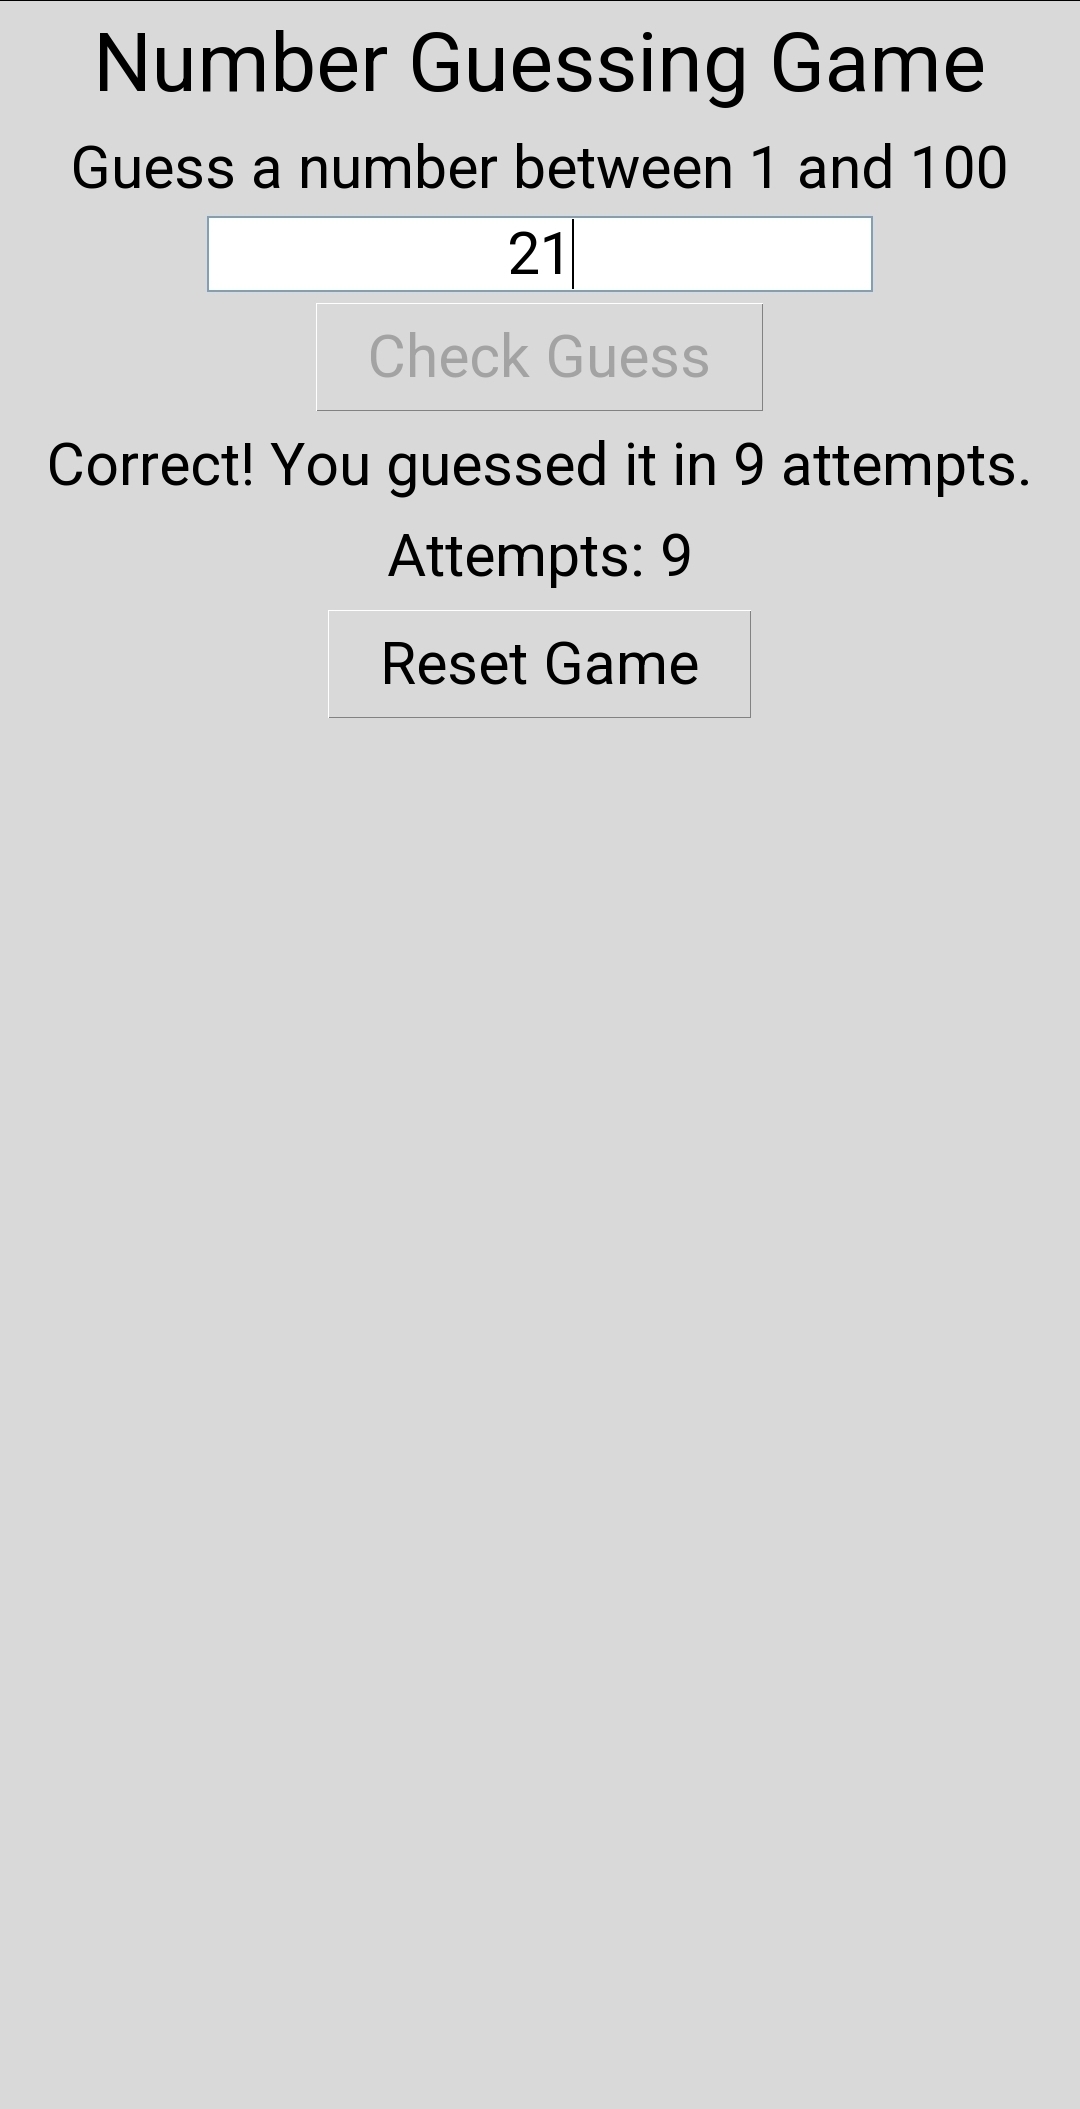 Number Guessing Game
Guess a number between 1 and 100
21
Check Guess
Correct! You guessed it in 9 attempts.
Attempts: 9
Reset Game